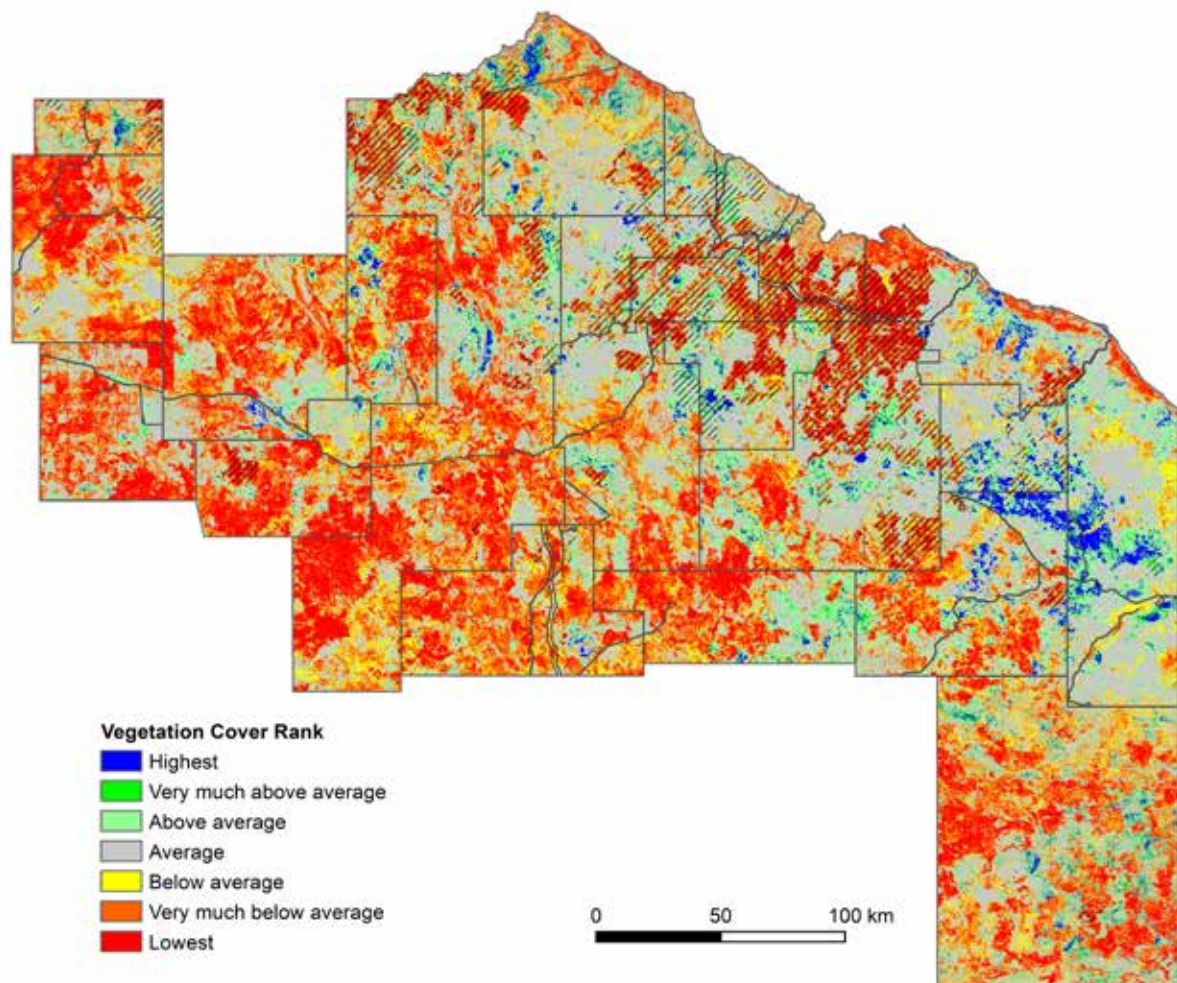 Vegetation Cover Rank
Highest
Very much above average
Above average
Average
Below average
Very much below average
Lowest
0 50 100 km